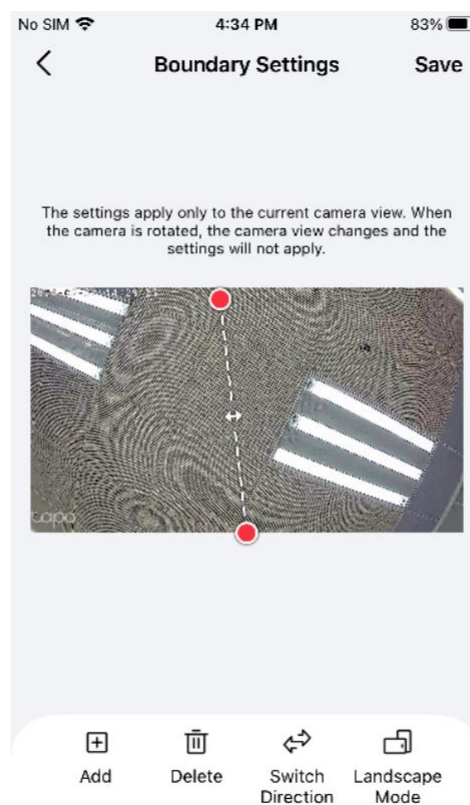 No SIM 4:34 PM 83%
Boundary Settings Save
The settings apply only to the current camera view. When
the camera is rotated, the camera view changes and the
settings will not apply.
tapo
Add Delete Switch Direction Landscape Mode